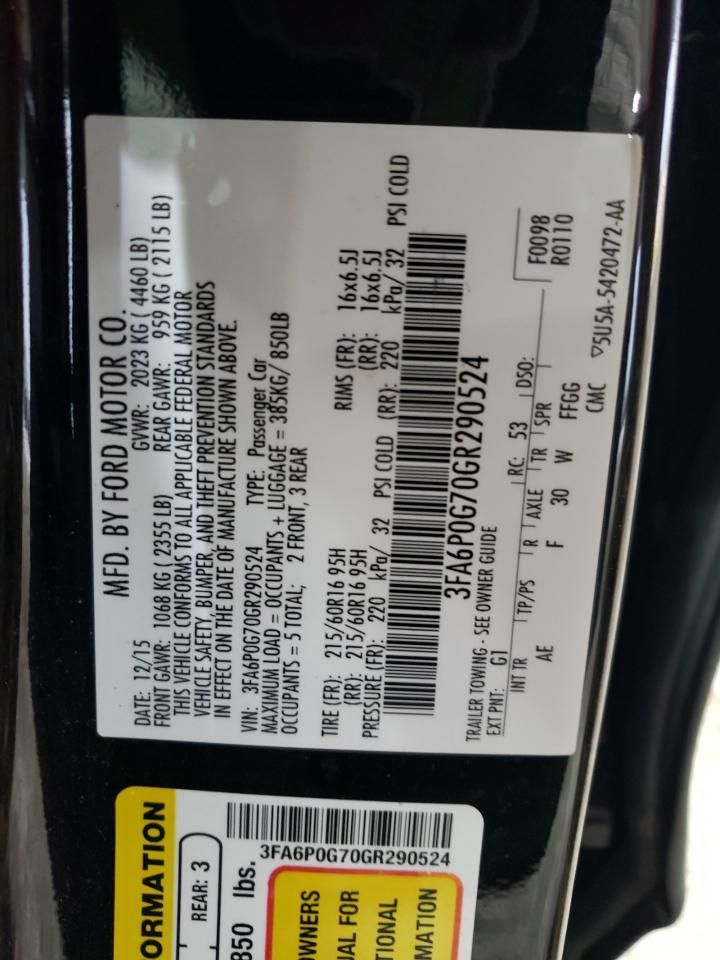 MFD. BY FORD MOTOR CO.
DATE: 12/15 GVWR: 2023 KG ( 4460 LB)
FRONT GAWR: 1068 KG ( 2355 LB) REAR GAWR: 959 KG ( 2115 LB)
THIS VEHICLE CONFORMS TO ALL APPLICABLE FEDERAL MOTOR
VEHICLE SAFETY, BUMPER, AND THEFT PREVENTION STANDARDS
IN EFFECT ON THE DATE OF MANUFACTURE SHOWN ABOVE.
VIN: 3FA6P0G70GR290524 TYPE: Passenger Car
MAXIMUM LOAD = OCCUPANTS + LUGGAGE = 385KG/ 850LB
OCCUPANTS = 5 TOTAL; 2 FRONT, 3 REAR
TIRE (FR): 215/60R16 95H RIMS (FR): 16x6.5J
(RR): 215/60R16 95H (RR): 16x6.5J
PRESSURE (FR): 220 kPa/ 32 PSI COLD (RR): 220 kPa/ 32 PSI COLD
3FA6P0G70GR290524
TRAILER TOWING - SEE OWNER GUIDE
EXT PNT: G1 RC: 53 DSO: F0098
R0110
INT TR TP/PS R AXLE TR SPR
AE F 30 W FFGG
CMC ▽5U5A-5420472-AA
ORMATION
REAR: 3
850 lbs.
3FA6P0G70GR290524
OWNERS
UAL FOR
TIONAL
MATION